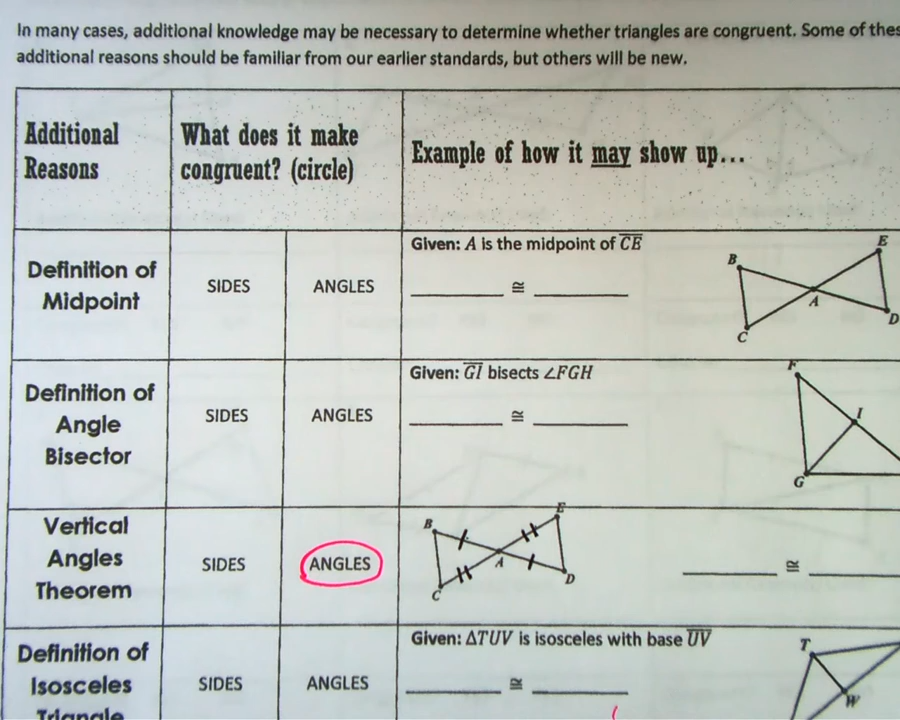 In many cases, additional knowledge may be necessary to determine whether triangles are congruent. Some of
additional reasons should be familiar from our earlier standards, but others will be new.
Additional Reasons
What does it make congruent? (circle)
Example of how it may show up...
Definition of Midpoint
SIDES
ANGLES
Given: A is the midpoint of C̅E̅
≅
B
E
A
C
D
Definition of Angle Bisector
SIDES
ANGLES
Given: G̅I̅ bisects ∠FGH
≅
F
I
G
Vertical Angles Theorem
SIDES
ANGLES
B
E
A
C
D
≅
Definition of Isosceles Triangle
SIDES
ANGLES
Given: ΔTUV is isosceles with base U̅V̅
≅
T
W